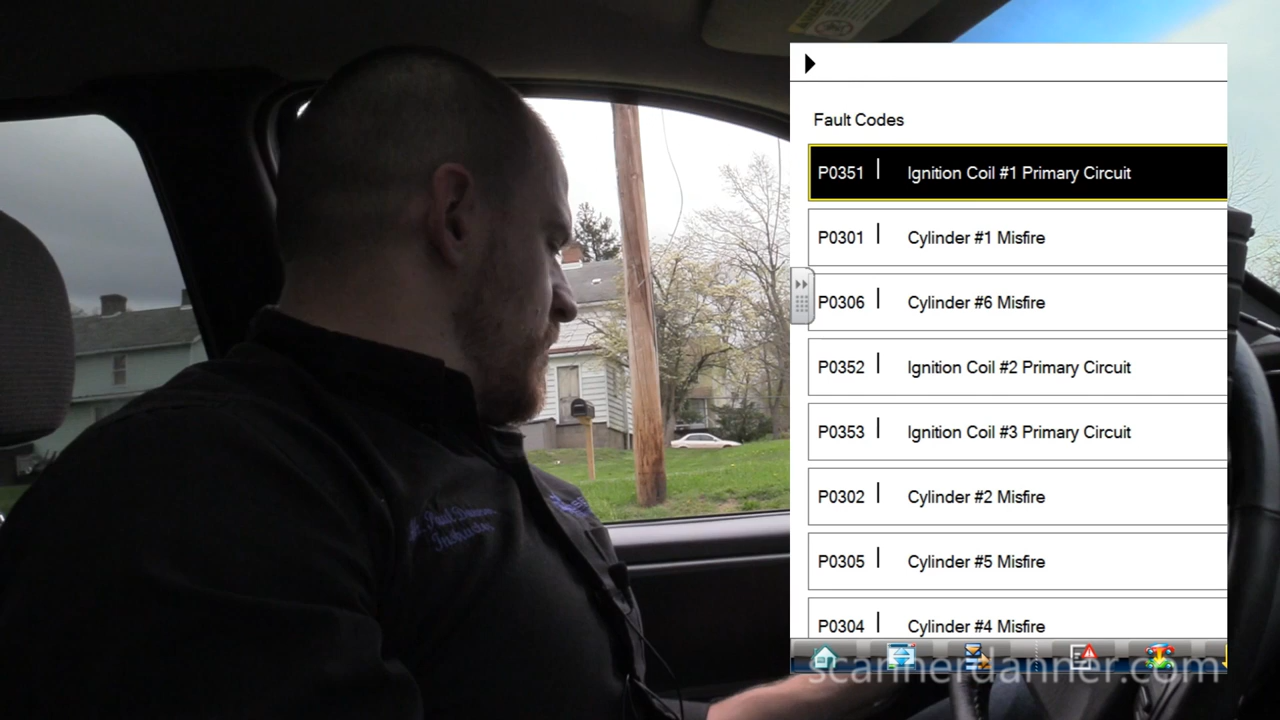 Fault Codes
P0351 | Ignition Coil #1 Primary Circuit
P0301 | Cylinder #1 Misfire
P0306 | Cylinder #6 Misfire
P0352 | Ignition Coil #2 Primary Circuit
P0353 | Ignition Coil #3 Primary Circuit
P0302 | Cylinder #2 Misfire
P0305 | Cylinder #5 Misfire
P0304 | Cylinder #4 Misfire
scannerdanner.com